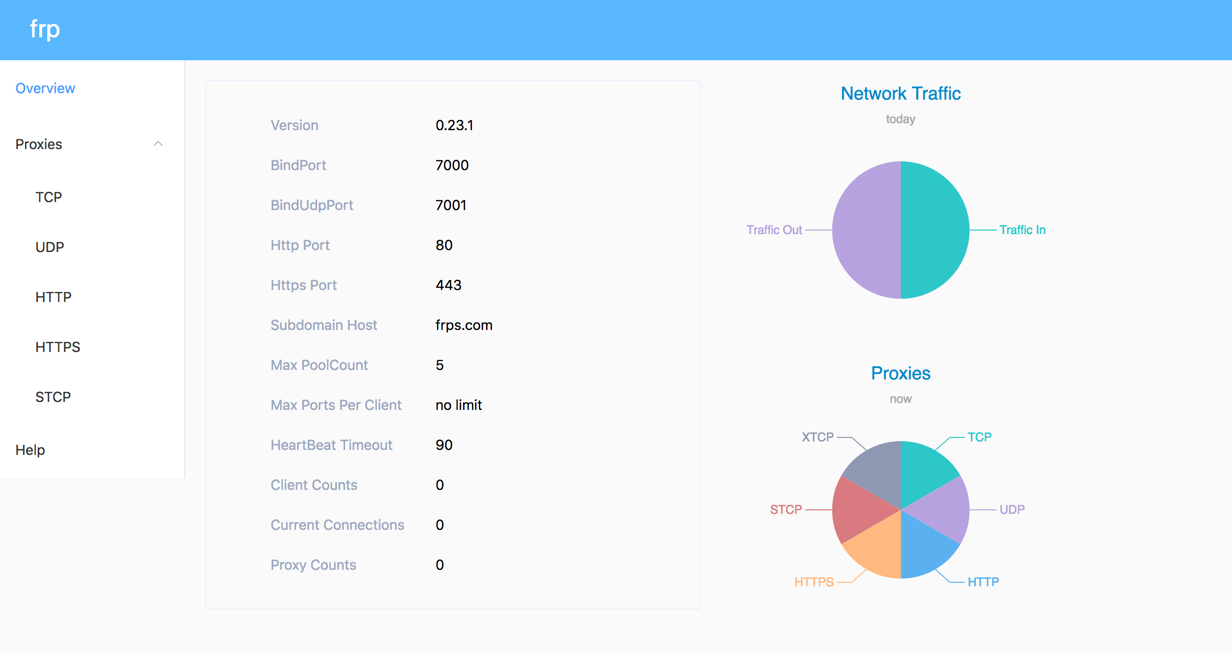 frp
Overview
Proxies
TCP
UDP
HTTP
HTTPS
STCP
Help
Version 0.23.1
BindPort 7000
BindUdpPort 7001
Http Port 80
Https Port 443
Subdomain Host frps.com
Max PoolCount 5
Max Ports Per Client no limit
HeartBeat Timeout 90
Client Counts 0
Current Connections 0
Proxy Counts 0
Network Traffic
today
Traffic Out Traffic In
Proxies
now
XTCP TCP
STCP UDP
HTTPS HTTP